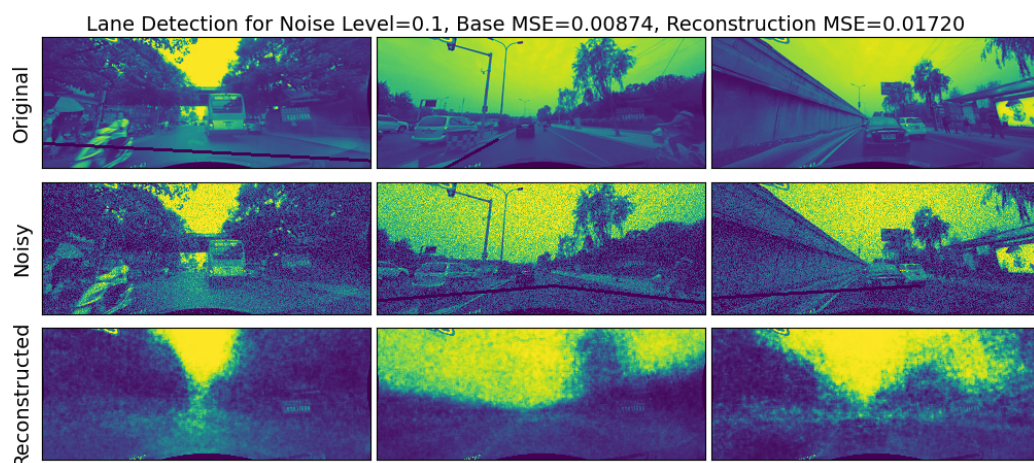 Lane Detection for Noise Level=0.1, Base MSE=0.00874, Reconstruction MSE=0.01720
Original
Noisy
Reconstructed